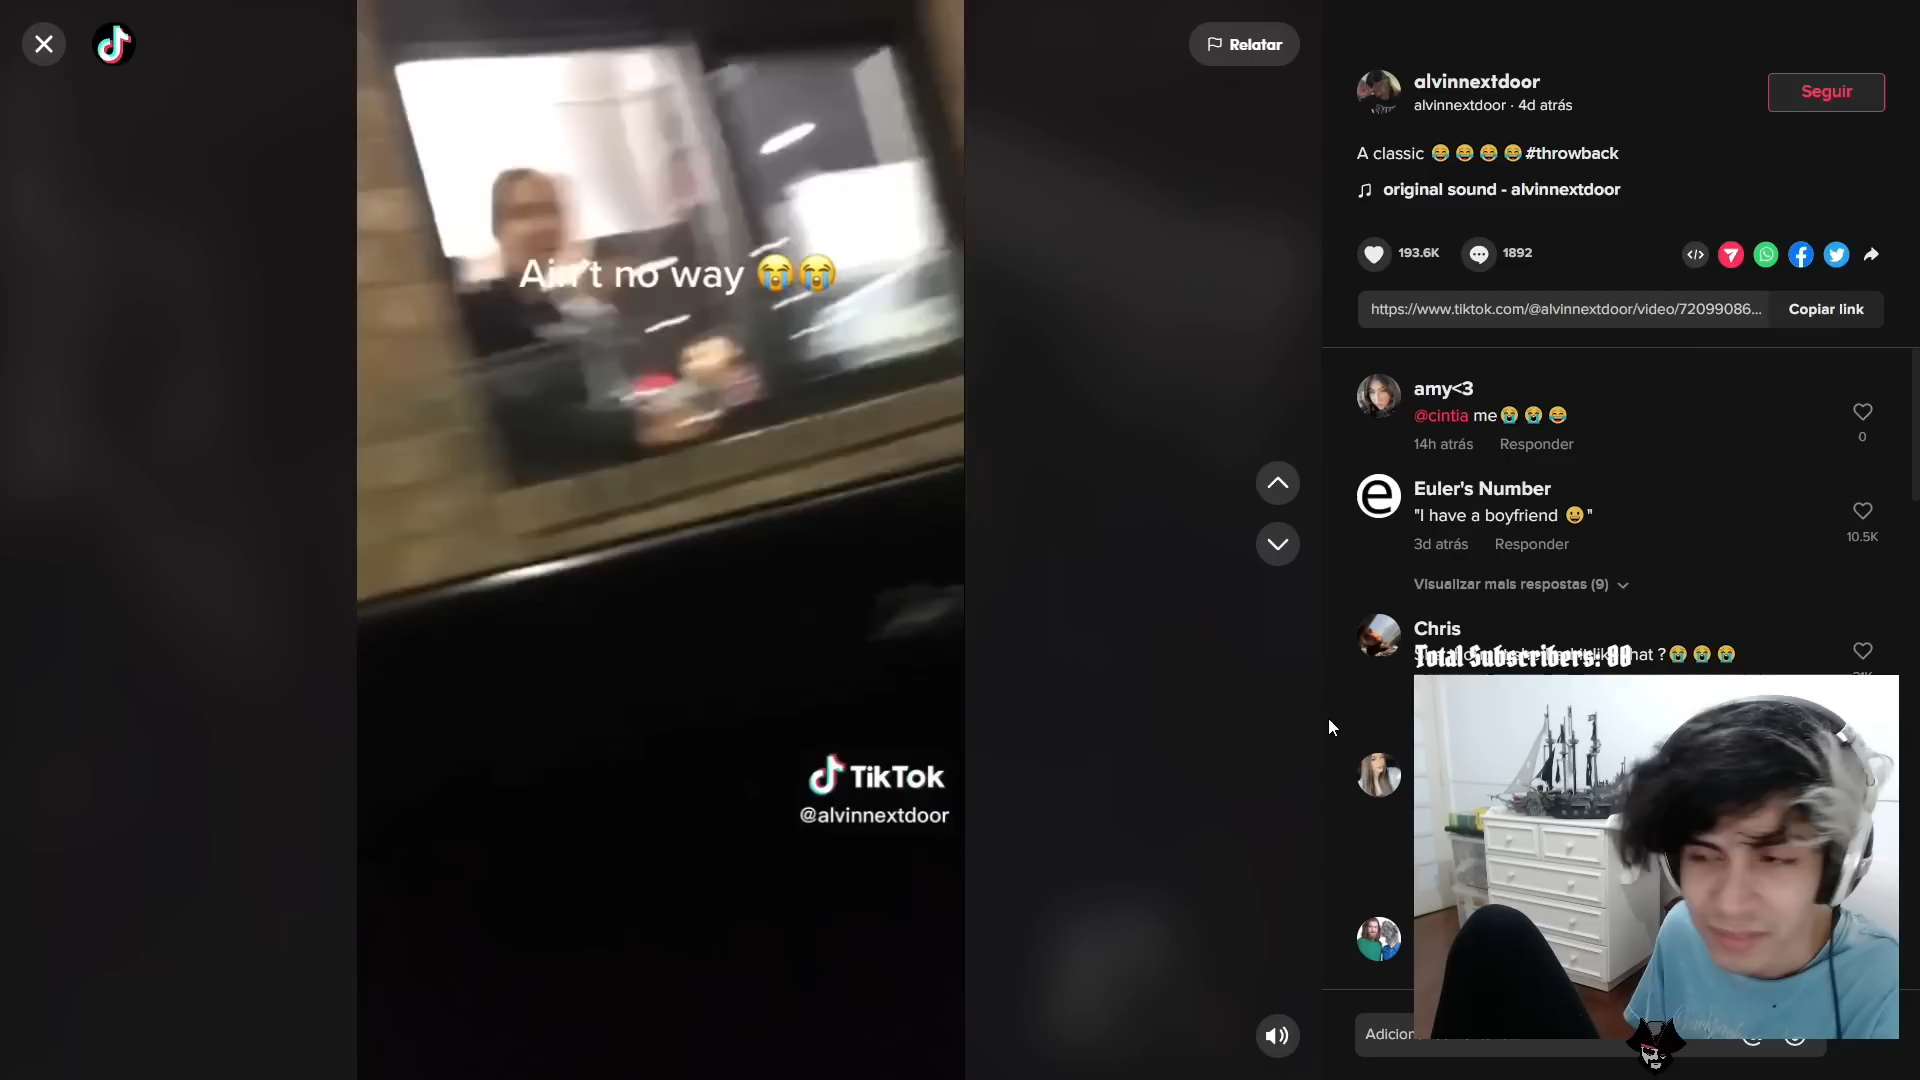 Relatar
Ain't no way 😭😭
TikTok
@alvinnextdoor
alvinnextdoor
alvinnextdoor · 4d atrás
Seguir
A classic 😂😂😂😂#throwback
original sound - alvinnextdoor
193.6K
1892
https://www.tiktok.com/@alvinnextdoor/video/72099086...
Copiar link
amy<3
@cintia me😭😭😂
14h atrás Responder
0
Euler's Number
"I have a boyfriend 😀"
3d atrás Responder
10.5K
Visualizar mais respostas (9)
Chris
hat ?😭😭😭
Total Subscribers: 80